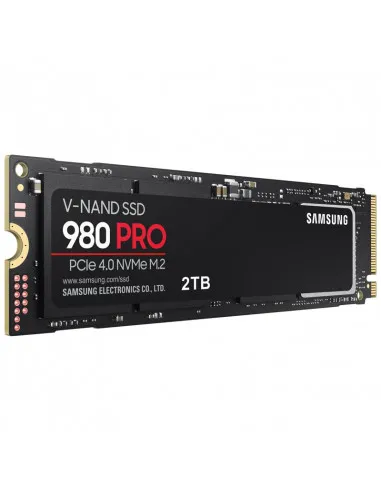 V-NAND SSD
980 PRO
PCIe 4.0 NVMe M.2
www.samsung.com/ssd
SAMSUNG ELECTRONICS CO., LTD.
2TB
SAMSUNG